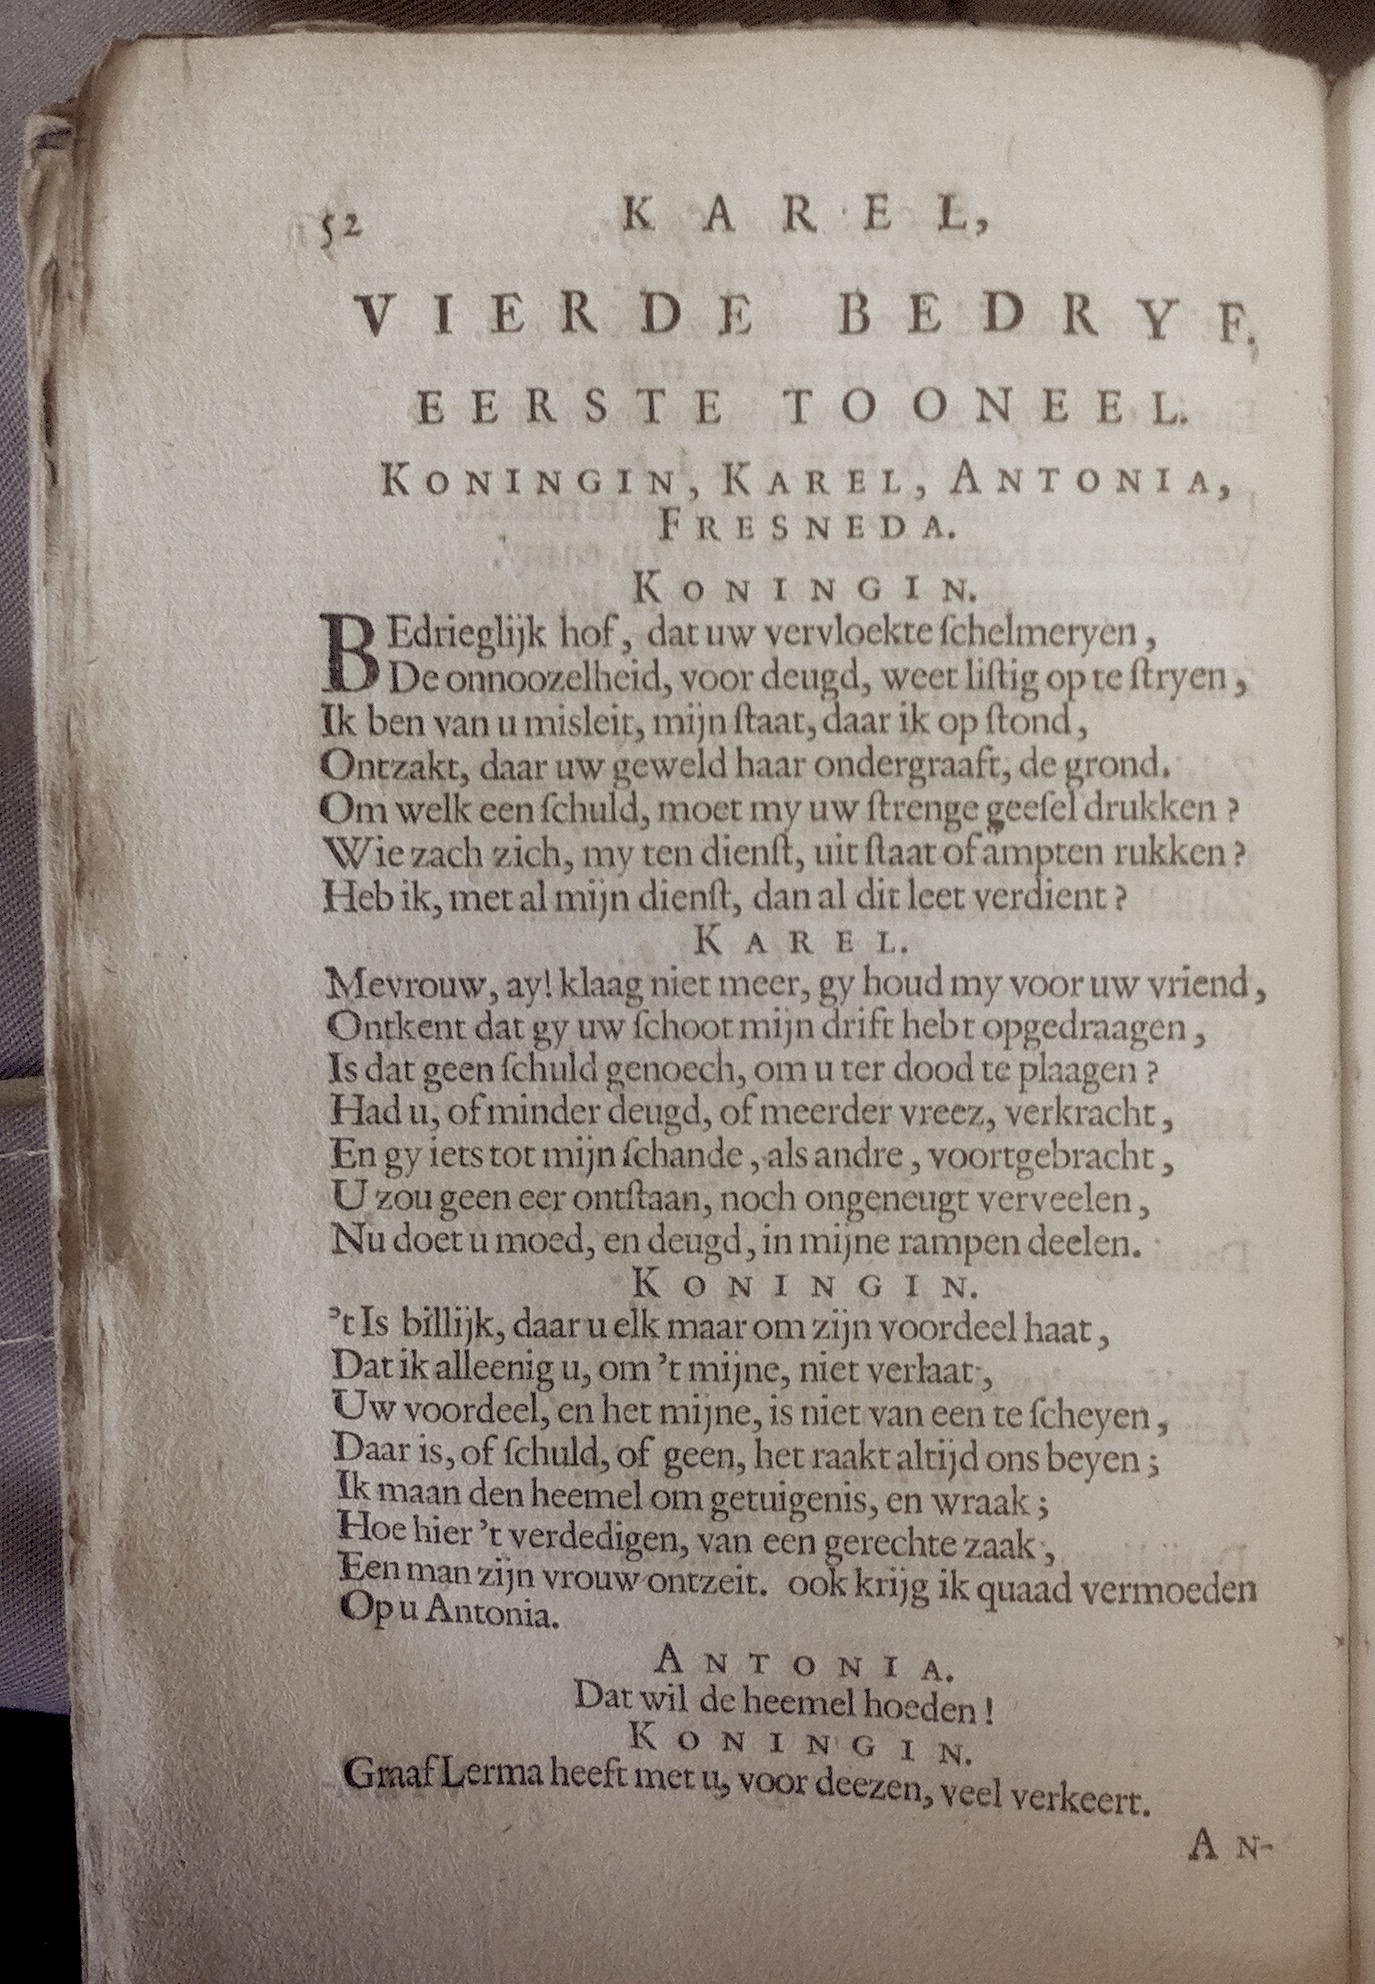 52 KAREL,
VIERDE BEDRYF.
EERSTE TOONEEL.
KONINGIN, KAREL, ANTONIA,
FRESNEDA.
KONINGIN.
BEdrieglijk hof, dat uw vervloekte ſchelmeryen,
De onnoozelheid, voor deugd, weet liſtig op te ſtryen,
Ik ben van u misleit, mijn ſtaat, daar ik op ſtond,
Ontzakt, daar uw geweld haar ondergraaft, de grond.
Om welk een ſchuld, moet my uw ſtrenge geeſel drukken?
Wie zach zich, my ten dienſt, uit ſtaat of ampten rukken?
Heb ik, met al mijn dienſt, dan al dit leet verdient?
KAREL.
Mevrouw, ay! klaag niet meer, gy houd my voor uw vriend,
Ontkent dat gy uw ſchoot mijn drift hebt opgedraagen,
Is dat geen ſchuld genoech, om u ter dood te plaagen?
Had u, of minder deugd, of meerder vreez, verkracht,
En gy iets tot mijn ſchande, als andre, voortgebracht,
U zou geen eer ontſtaan, noch ongeneugt verveelen,
Nu doet u moed, en deugd, in mijne rampen deelen.
KONINGIN.
't Is billijk, daar u elk maar om zijn voordeel haat,
Dat ik alleenig u, om 't mijne, niet verlaat,
Uw voordeel, en het mijne, is niet van een te ſcheyen,
Daar is, of ſchuld, of geen, het raakt altijd ons beyen;
Ik maan den heemel om getuigenis, en wraak;
Hoe hier 't verdedigen, van een gerechte zaak,
Een man zijn vrouw ontzeit. ook krijg ik quaad vermoeden
Op u Antonia.
ANTONIA.
Dat wil de heemel hoeden!
KONINGIN.
Graaf Lerma heeft met u, voor deezen, veel verkeert.
AN-